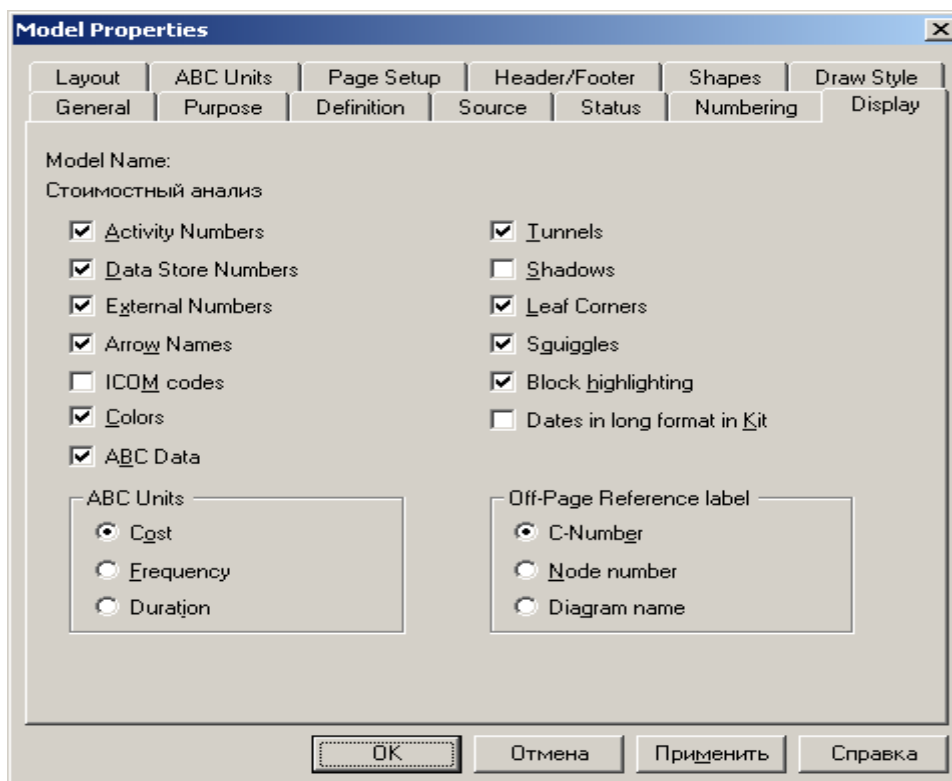 Model Properties
Layout ABC Units Page Setup Header/Footer Shapes Draw Style
General Purpose Definition Source Status Numbering Display
Model Name:
Стоимостный анализ
Activity Numbers
Data Store Numbers
External Numbers
Arrow Names
ICOM codes
Colors
ABC Data
Tunnels
Shadows
Leaf Corners
Squiggles
Block highlighting
Dates in long format in Kit
ABC Units
Cost
Frequency
Duration
Off-Page Reference label
C-Number
Node number
Diagram name
OK Отмена Применить Справка